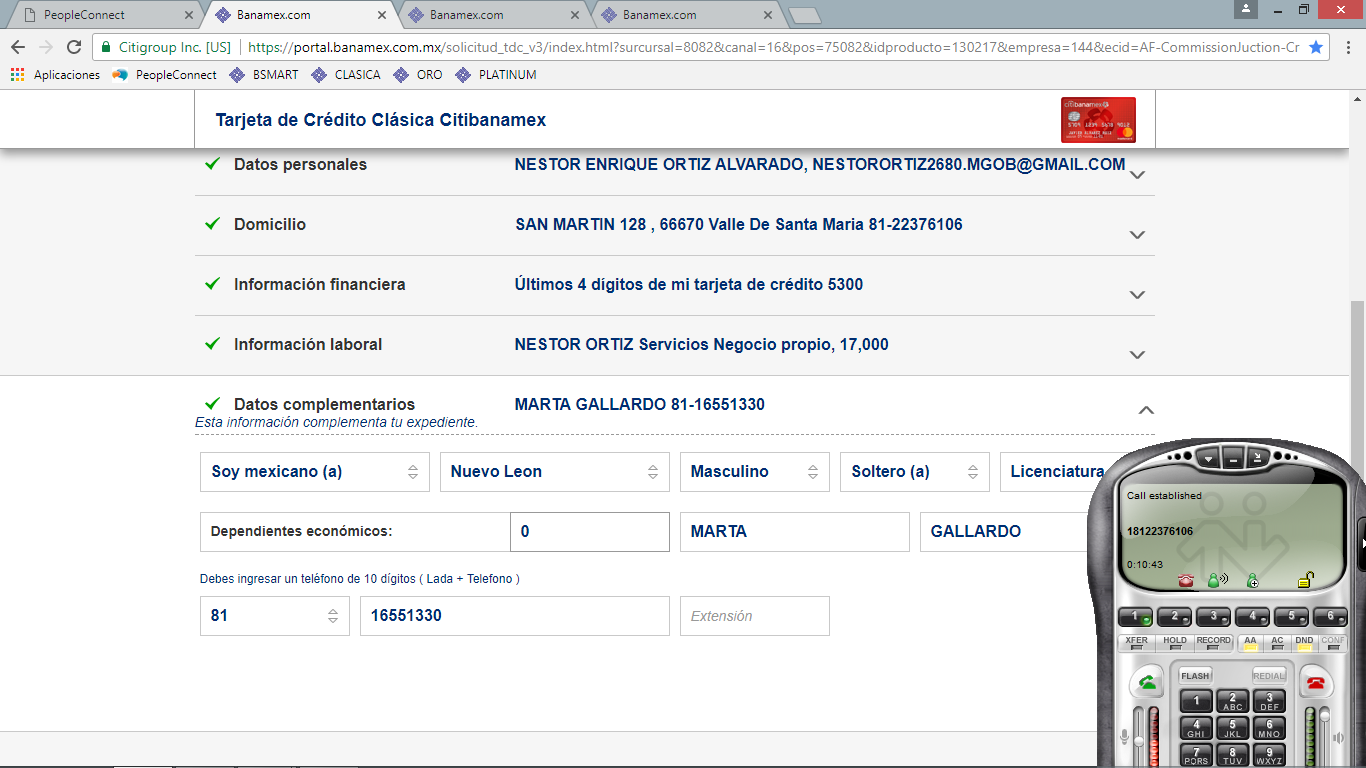 PeopleConnect
Banamex.com
Banamex.com
Banamex.com
Citigroup Inc. [US] https://portal.banamex.com.mx/solicitud_tdc_v3/index.html?surcursal=8082&canal=16&pos=75082&idproducto=130217&empresa=144&ecid=AF-CommissionJuction-Cr
Aplicaciones PeopleConnect BSMART CLASICA ORO PLATINUM
Tarjeta de Crédito Clásica Citibanamex
citibanamex
Datos personales NESTOR ENRIQUE ORTIZ ALVARADO, NESTORORTIZ2680.MGOB@GMAIL.COM
Domicilio SAN MARTIN 128 , 66670 Valle De Santa Maria 81-22376106
Información financiera Últimos 4 dígitos de mi tarjeta de crédito 5300
Información laboral NESTOR ORTIZ Servicios Negocio propio, 17,000
Datos complementarios MARTA GALLARDO 81-16551330
Esta información complementa tu expediente.
Soy mexicano (a) Nuevo Leon Masculino Soltero (a) Licenciatura
Dependientes económicos: 0 MARTA GALLARDO
Debes ingresar un teléfono de 10 dígitos ( Lada + Telefono )
81 16551330 Extensión
Call established
18122376106
0:10:43
1 2 3 4 5 6
XFER HOLD RECORD AA AC DND CONF
FLASH REDIAL
1 2 ABC 3 DEF
4 GHI 5 JKL 6 MNO
7 PQRS 8 TUV 9 WXYZ